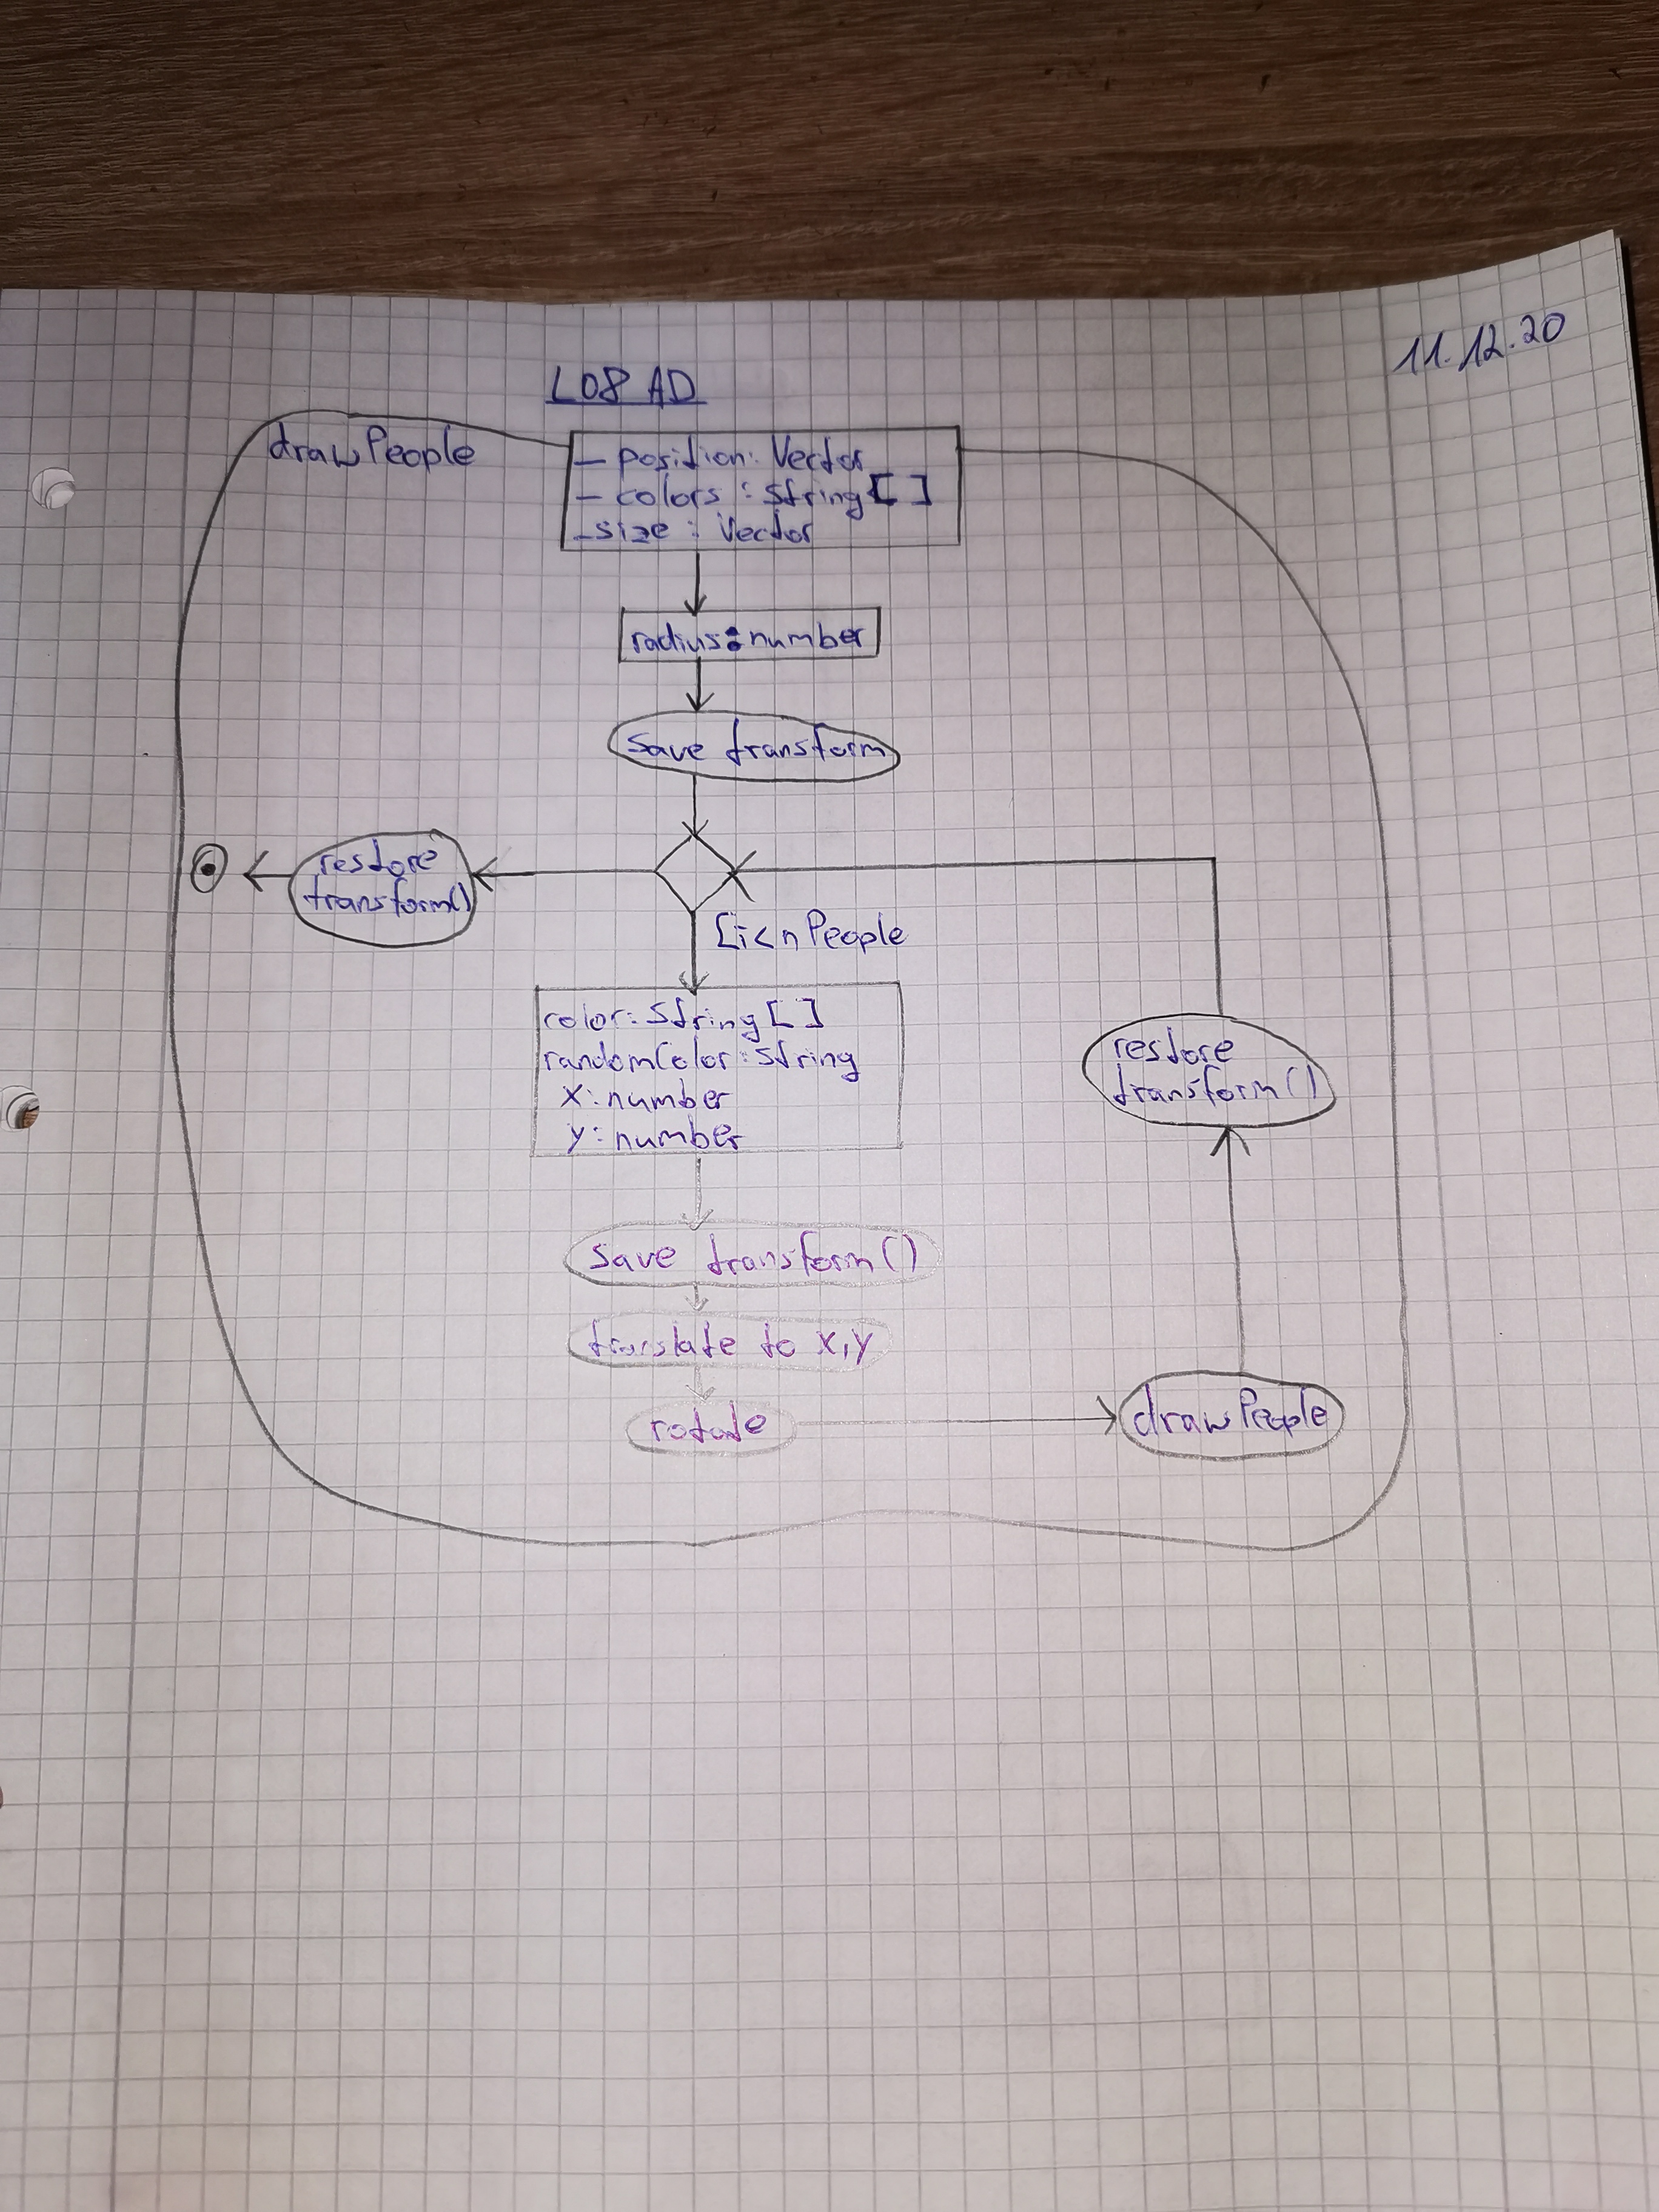 11.12.20
L08 AD
drawPeople
- position: Vector
- colors : String [ ]
- size : Vector
radius: number
Save transform
restore
transform()
[i<nPeople
color: String [ ]
randomColor: String
x: number
y: number
restore
transform()
Save transform()
translate to x,y
rotate
drawPeople